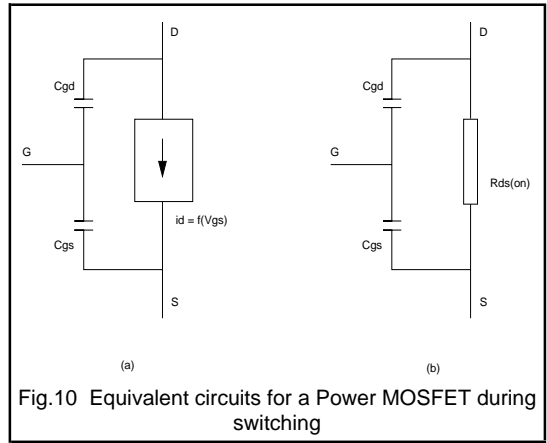 D
D
Cgd
Cgd
G
G
Rds(on)
id = f(Vgs)
Cgs
Cgs
S
S
(a)
(b)
Fig.10 Equivalent circuits for a Power MOSFET during
switching